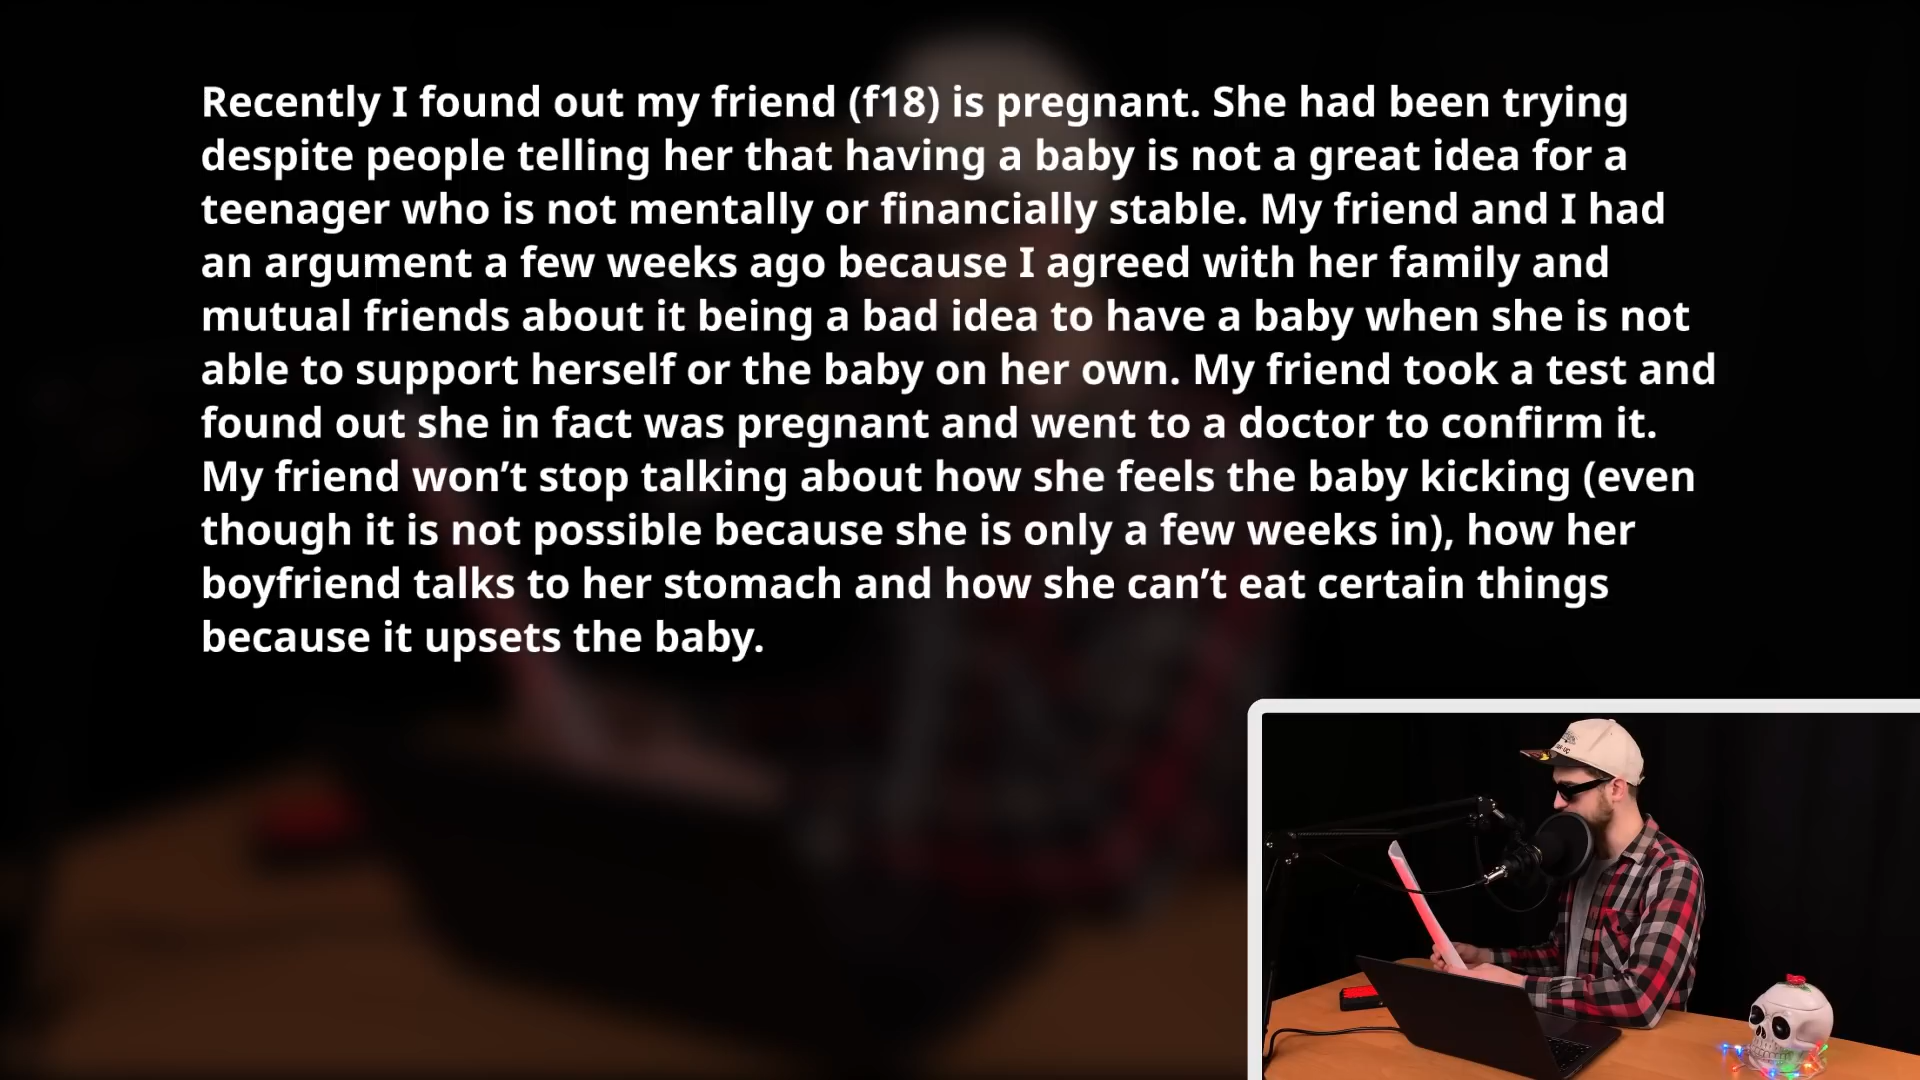 Recently I found out my friend (f18) is pregnant. She had been trying
despite people telling her that having a baby is not a great idea for a
teenager who is not mentally or financially stable. My friend and I had
an argument a few weeks ago because I agreed with her family and
mutual friends about it being a bad idea to have a baby when she is not
able to support herself or the baby on her own. My friend took a test and
found out she in fact was pregnant and went to a doctor to confirm it.
My friend won’t stop talking about how she feels the baby kicking (even
though it is not possible because she is only a few weeks in), how her
boyfriend talks to her stomach and how she can’t eat certain things
because it upsets the baby.